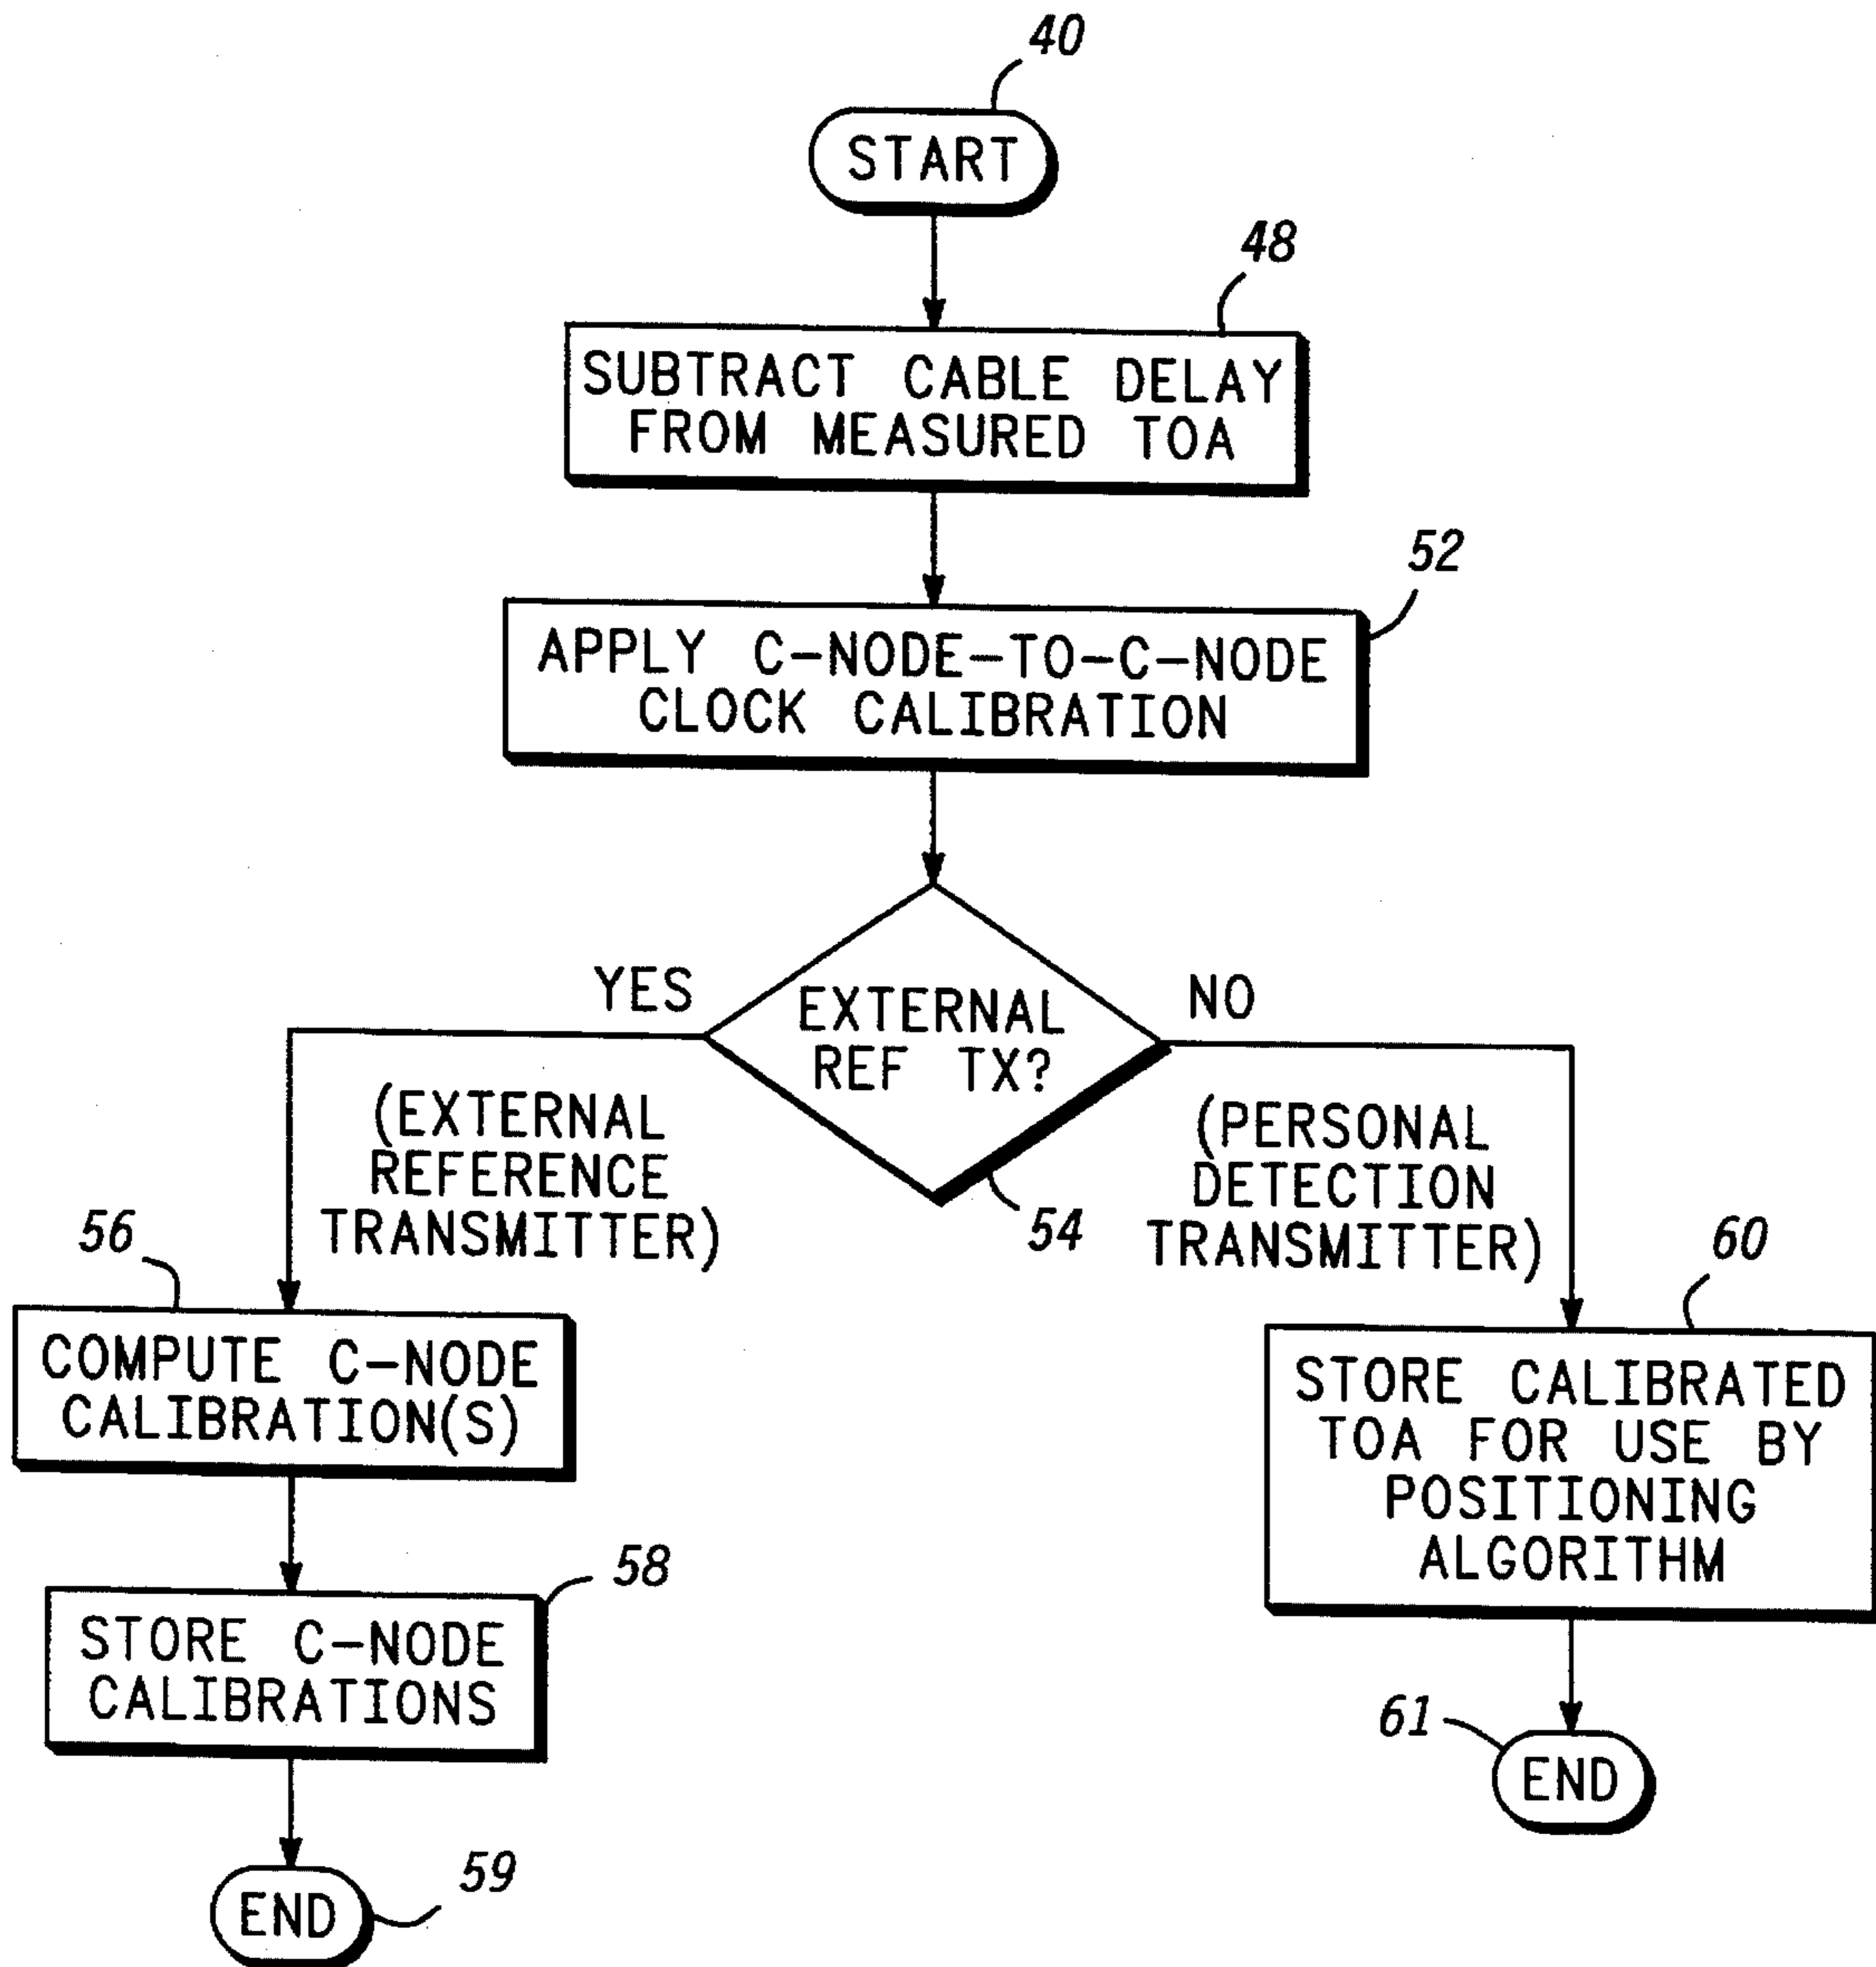 40
START
48
SUBTRACT CABLE DELAY
FROM MEASURED TOA
52
APPLY C-NODE-TO-C-NODE
CLOCK CALIBRATION
YES
EXTERNAL
REF TX?
NO
54
(EXTERNAL
REFERENCE
TRANSMITTER)
(PERSONAL
DETECTION
TRANSMITTER)
56
COMPUTE C-NODE
CALIBRATION(S)
58
STORE C-NODE
CALIBRATIONS
59
END
60
STORE CALIBRATED
TOA FOR USE BY
POSITIONING
ALGORITHM
61
END